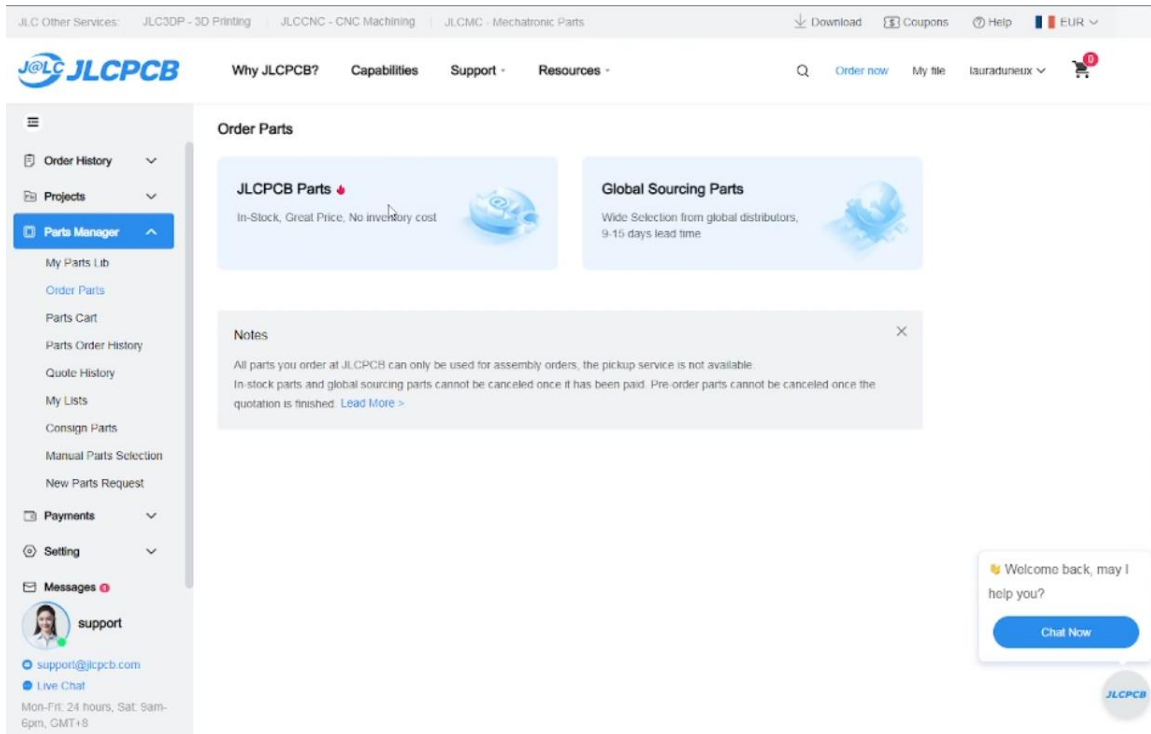 JLC Other Services: JLC3DP - 3D Printing JLCCNC - CNC Machining JLCMC - Mechatronic Parts Download Coupons Help EUR
J@LC JLCPCB Why JLCPCB? Capabilities Support Resources Order now My file lauraduneux 0
Order Parts
Order History
Projects
Parts Manager
My Parts Lib
Order Parts
Parts Cart
Parts Order History
Quote History
My Lists
Consign Parts
Manual Parts Selection
New Parts Request
Payments
Setting
Messages 1
support
support@jlcpcb.com
Live Chat
Mon-Fri: 24 hours, Sat: 9am-
6pm, GMT+8
JLCPCB Parts
In-Stock, Great Price, No inventory cost
Global Sourcing Parts
Wide Selection from global distributors,
9-15 days lead time
Notes
All parts you order at JLCPCB can only be used for assembly orders, the pickup service is not available.
In-stock parts and global sourcing parts cannot be canceled once it has been paid. Pre-order parts cannot be canceled once the
quotation is finished. Lead More >
Welcome back, may I
help you?
Chat Now
JLCPCB